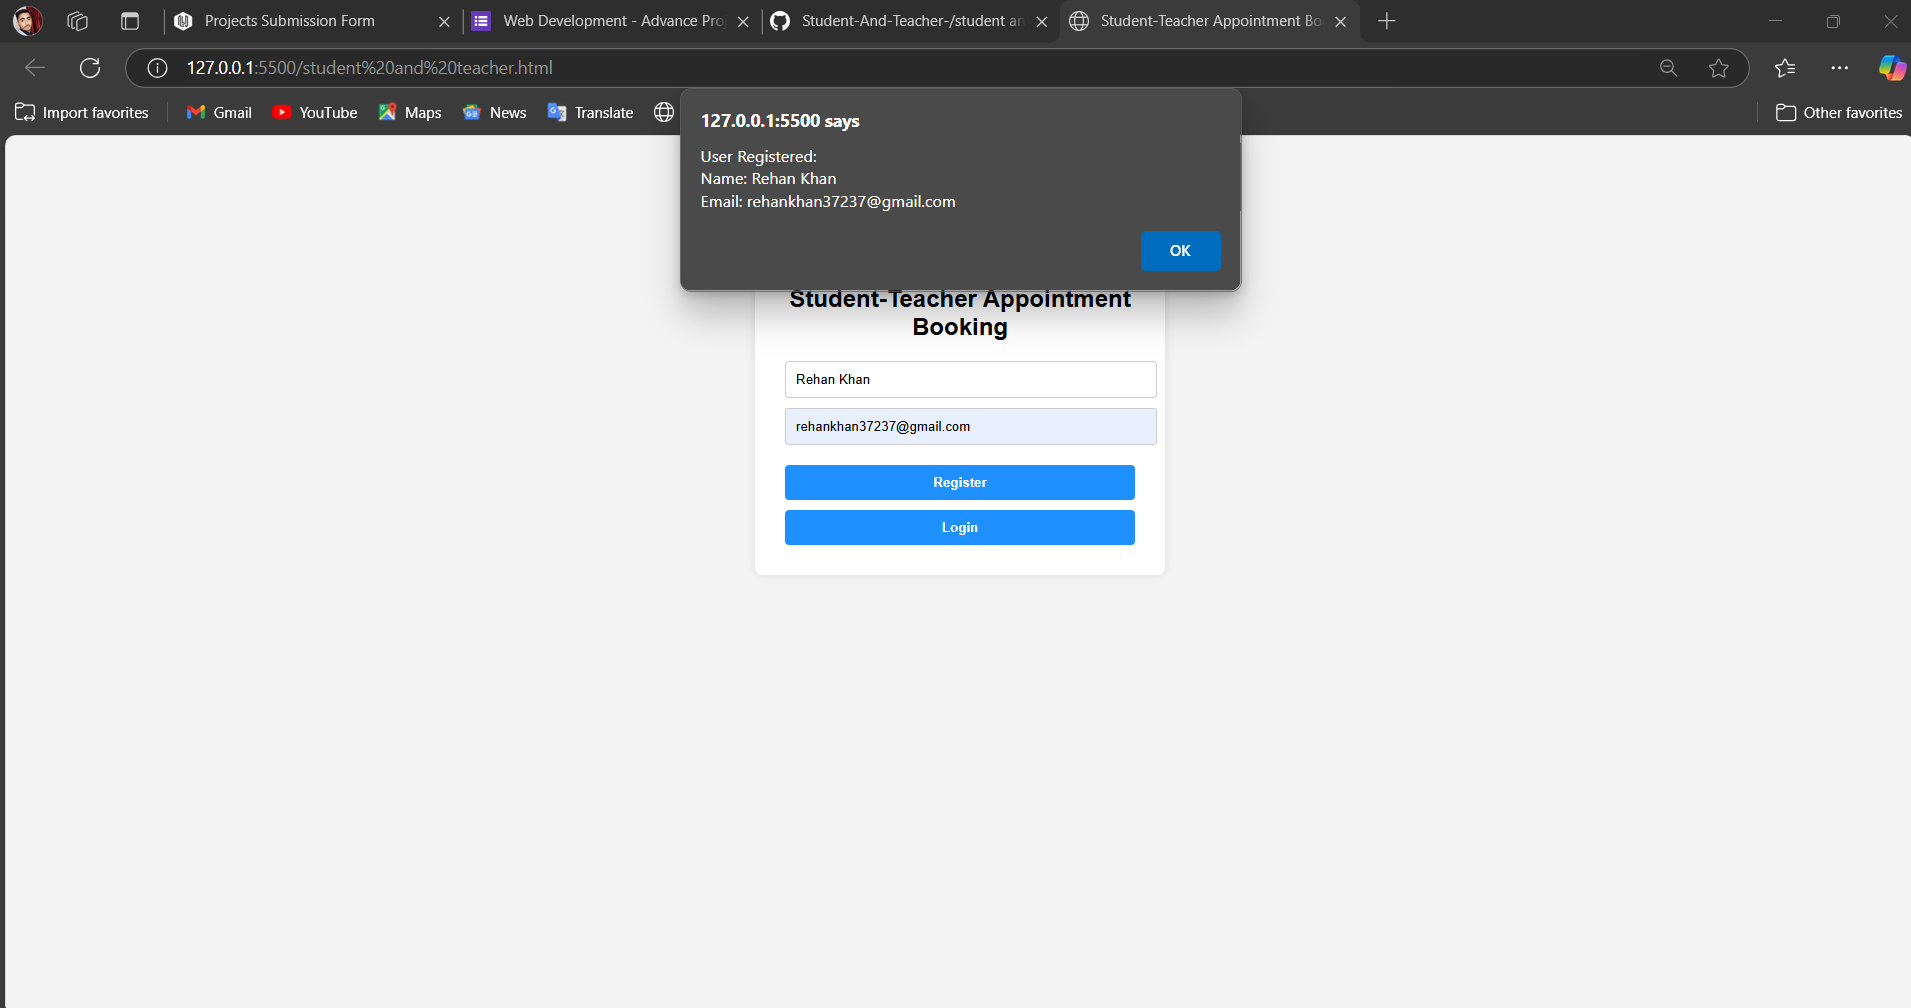 Projects Submission Form
Web Development - Advance Pro
Student-And-Teacher-/student an
Student-Teacher Appointment Bo
127.0.0.1:5500/student%20and%20teacher.html
Import favorites
Gmail
YouTube
Maps
News
Translate
Other favorites
127.0.0.1:5500 says
User Registered:
Name: Rehan Khan
Email: rehankhan37237@gmail.com
OK
Student-Teacher Appointment
Booking
Rehan Khan
rehankhan37237@gmail.com
Register
Login